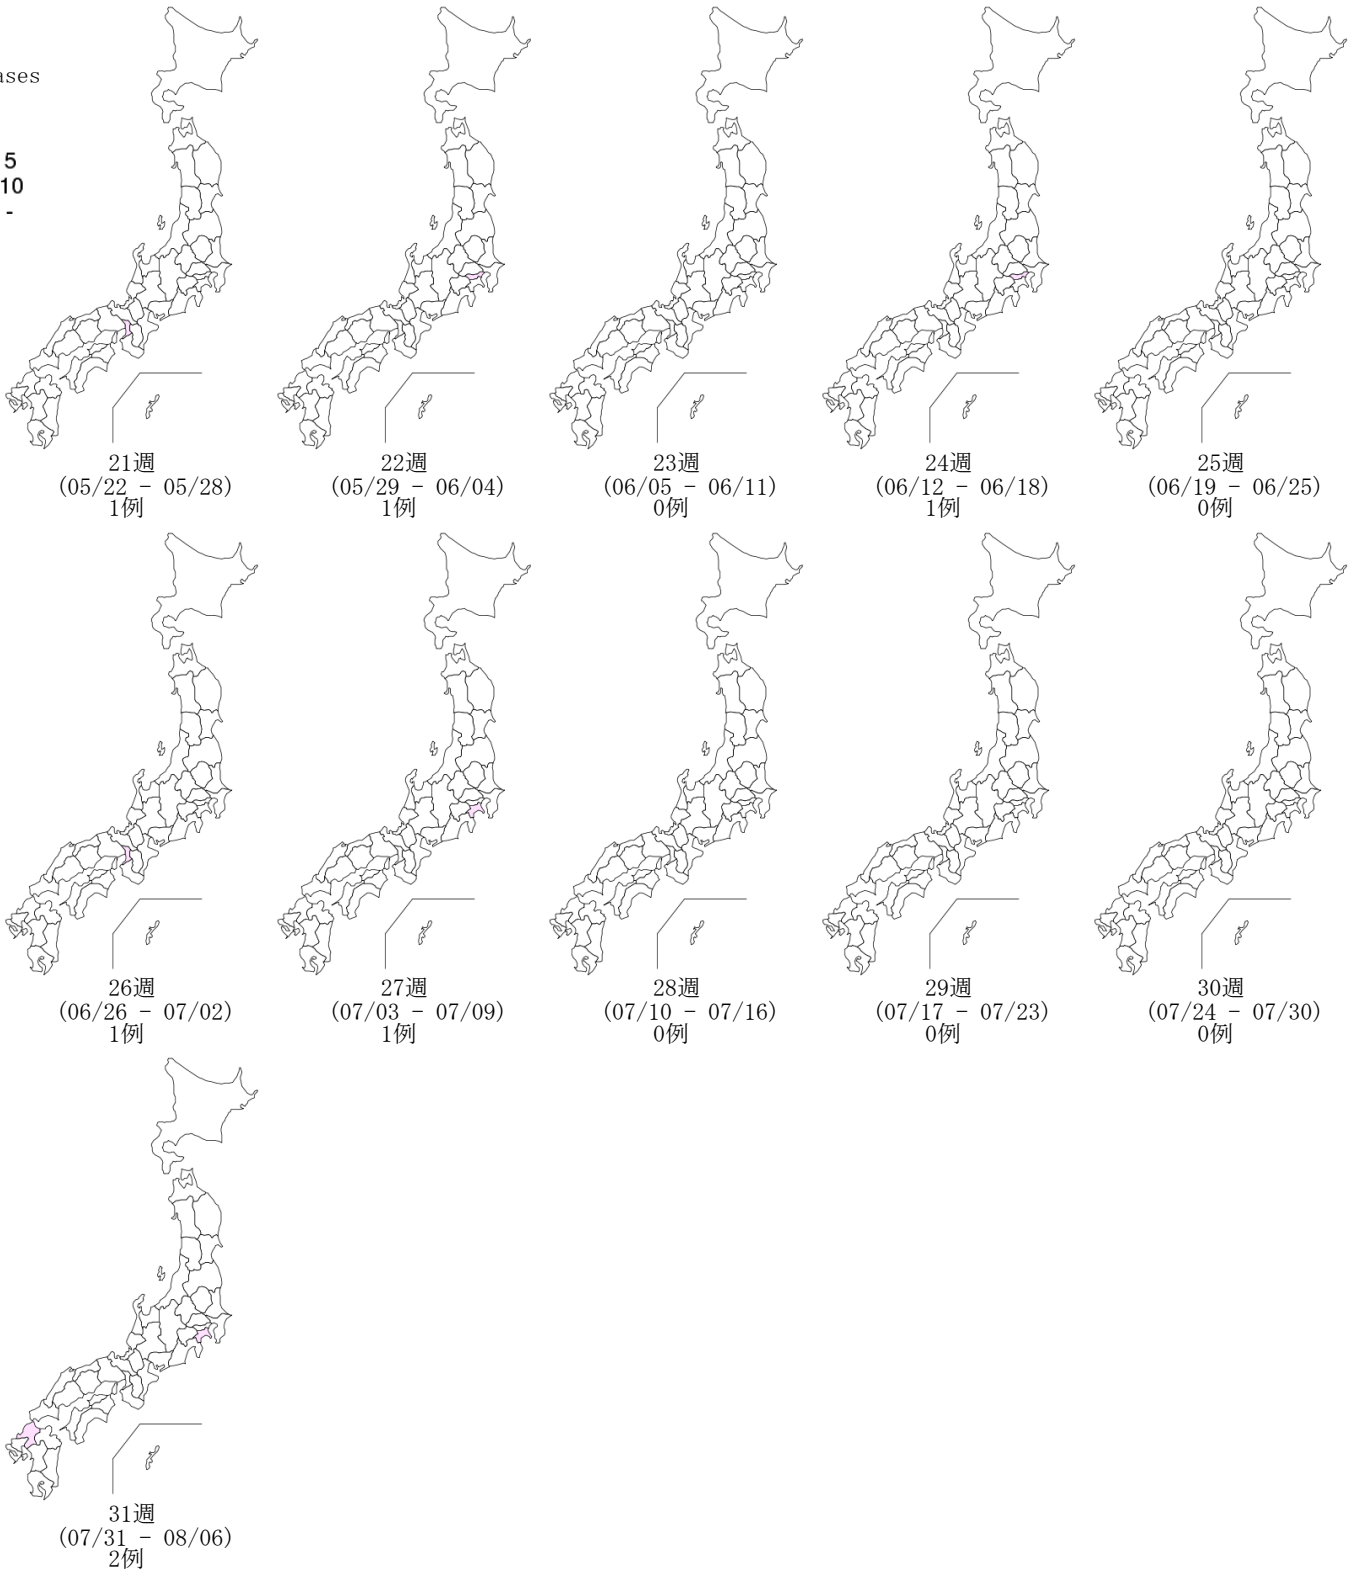 ases
5
10
-
21週
(05/22 - 05/28)
1例
22週
(05/29 - 06/04)
1例
23週
(06/05 - 06/11)
0例
24週
(06/12 - 06/18)
1例
25週
(06/19 - 06/25)
0例
26週
(06/26 - 07/02)
1例
27週
(07/03 - 07/09)
1例
28週
(07/10 - 07/16)
0例
29週
(07/17 - 07/23)
0例
30週
(07/24 - 07/30)
0例
31週
(07/31 - 08/06)
2例